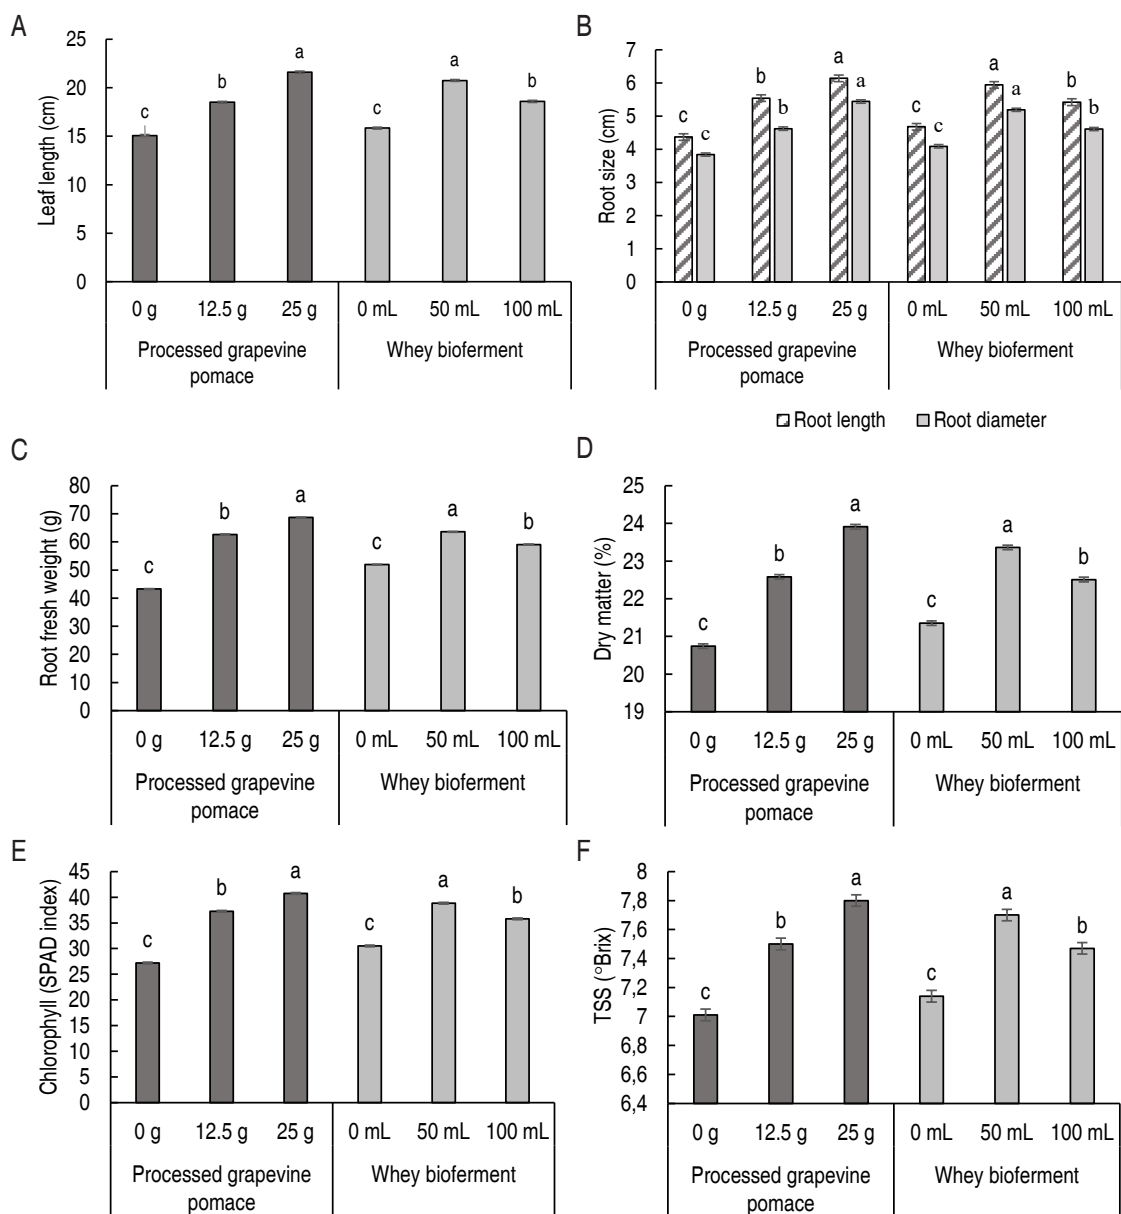 A
Leaf length (cm)
25
20
15
10
5
0
c
b
a
c
a
b
0 g
12.5 g
25 g
0 mL
50 mL
100 mL
Processed grapevine
pomace
Whey bioferment
B
Root size (cm)
7
6
5
4
3
2
1
0
c
c
b
b
a
a
c
c
a
a
b
b
0 g
12.5 g
25 g
0 mL
50 mL
100 mL
Processed grapevine
pomace
Whey bioferment
Root length
Root diameter
C
Root fresh weight (g)
80
70
60
50
40
30
20
10
0
c
b
a
c
a
b
0 g
12.5 g
25 g
0 mL
50 mL
100 mL
Processed grapevine
pomace
Whey bioferment
D
Dry matter (%)
25
24
23
22
21
20
19
c
b
a
c
a
b
0 g
12.5 g
25 g
0 mL
50 mL
100 mL
Processed grapevine
pomace
Whey bioferment
E
Chlorophyll (SPAD index)
45
40
35
30
25
20
15
10
5
0
c
b
a
c
a
b
0 g
12.5 g
25 g
0 mL
50 mL
100 mL
Processed grapevine
pomace
Whey bioferment
F
TSS (°Brix)
8
7,8
7,6
7,4
7,2
7
6,8
6,6
6,4
c
b
a
c
a
b
0 g
12.5 g
25 g
0 mL
50 mL
100 mL
Processed grapevine
pomace
Whey bioferment